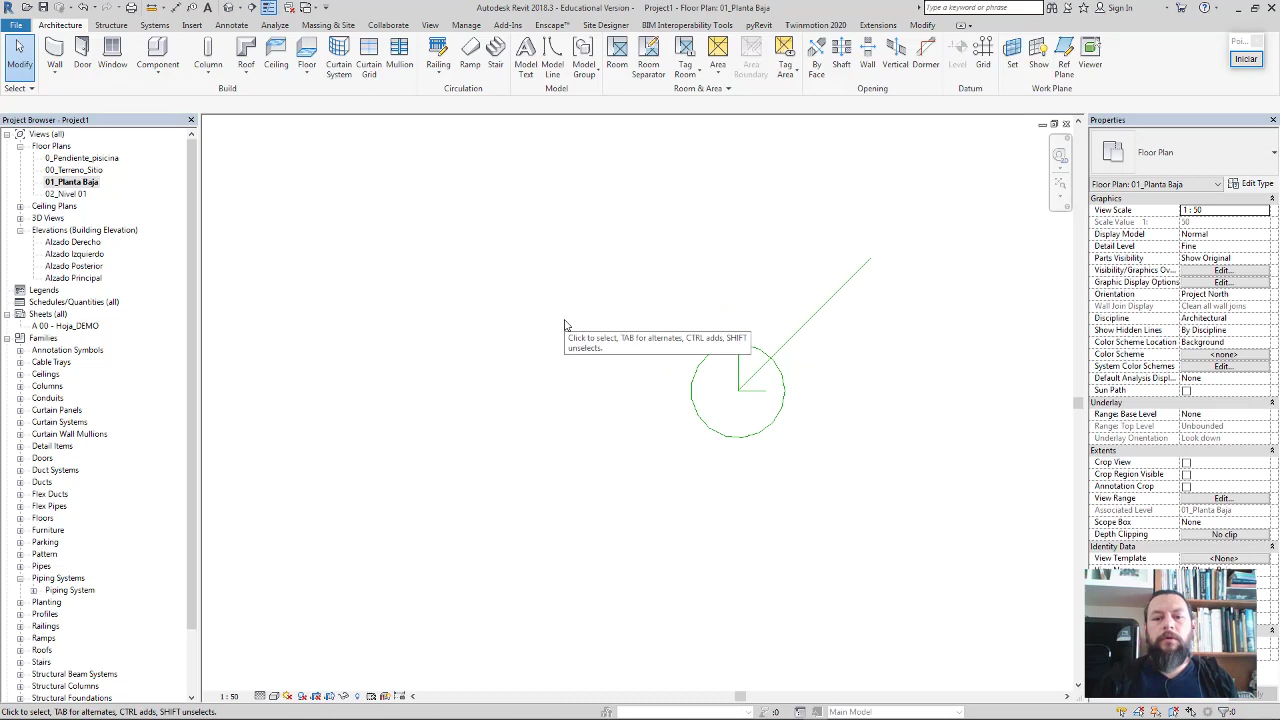 Autodesk Revit 2018.3 - Educational Version - Project1 - Floor Plan: 01_Planta Baja
Type a keyword or phrase
Sign In
File Architecture Structure Systems Insert Annotate Analyze Massing & Site Collaborate View Manage Add-Ins Enscape™ Site Designer BIM Interoperability Tools pyRevit Twinmotion 2020 Extensions Modify
Poi...
Iniciar
Modify Wall Door Window Component Column Roof Ceiling Floor Curtain System Curtain Grid Mullion Railing Ramp Stair Model Text Model Line Model Group Room Room Separator Tag Room Area Area Boundary Tag Area By Face Shaft Wall Vertical Dormer Level Grid Set Show Ref Plane Viewer
Select Build Circulation Model Room & Area Opening Datum Work Plane
Project Browser - Project1
Views (all)
Floor Plans
0_Pendiente_pisicina
00_Terreno_Sitio
01_Planta Baja
02_Nivel 01
Ceiling Plans
3D Views
Elevations (Building Elevation)
Alzado Derecho
Alzado Izquierdo
Alzado Posterior
Alzado Principal
Legends
Schedules/Quantities (all)
Sheets (all)
A 00 - Hoja_DEMO
Families
Annotation Symbols
Cable Trays
Ceilings
Columns
Conduits
Curtain Panels
Curtain Systems
Curtain Wall Mullions
Detail Items
Doors
Duct Systems
Ducts
Flex Ducts
Flex Pipes
Floors
Furniture
Parking
Pattern
Pipes
Piping Systems
Piping System
Planting
Profiles
Railings
Ramps
Roofs
Stairs
Structural Beam Systems
Structural Columns
Structural Foundations
Click to select, TAB for alternates, CTRL adds, SHIFT
unselects.
Properties
Floor Plan
Floor Plan: 01_Planta Baja Edit Type
Graphics
View Scale 1 : 50
Scale Value 1: 50
Display Model Normal
Detail Level Fine
Parts Visibility Show Original
Visibility/Graphics Ov... Edit...
Graphic Display Options Edit...
Orientation Project North
Wall Join Display Clean all wall joins
Discipline Architectural
Show Hidden Lines By Discipline
Color Scheme Location Background
Color Scheme <none>
System Color Schemes Edit...
Default Analysis Displ... None
Sun Path
Underlay
Range: Base Level None
Range: Top Level Unbounded
Underlay Orientation Look down
Extents
Crop View
Crop Region Visible
Annotation Crop
View Range Edit...
Associated Level 01_Planta Baja
Scope Box None
Depth Clipping No clip
Identity Data
View Template <None>
1 : 50
Click to select, TAB for alternates, CTRL adds, SHIFT unselects.
:0
Main Model
:0